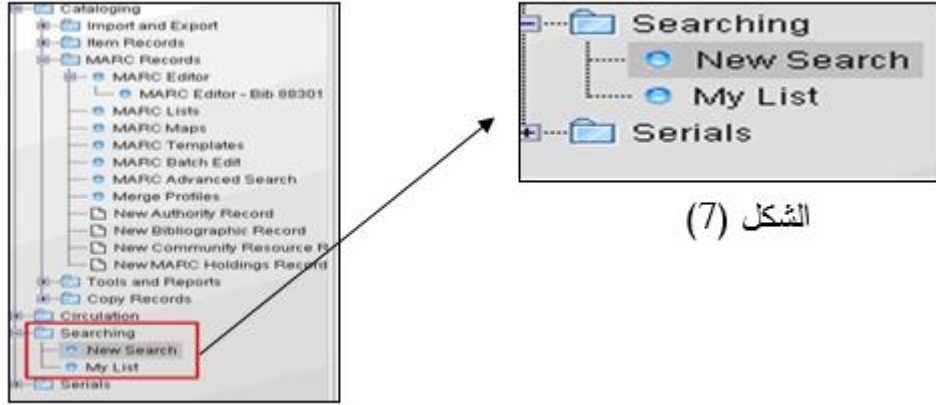 Cataloging
Import and Export
Item Records
MARC Records
MARC Editor
MARC Editor - Bib 88301
MARC Lists
MARC Maps
MARC Templates
MARC Batch Edit
MARC Advanced Search
Merge Profiles
New Authority Record
New Bibliographic Record
New Community Resource R
New MARC Holdings Record
Tools and Reports
Copy Records
Circulation
Searching
New Search
My List
Serials
Searching
New Search
My List
Serials
الشكل (7)